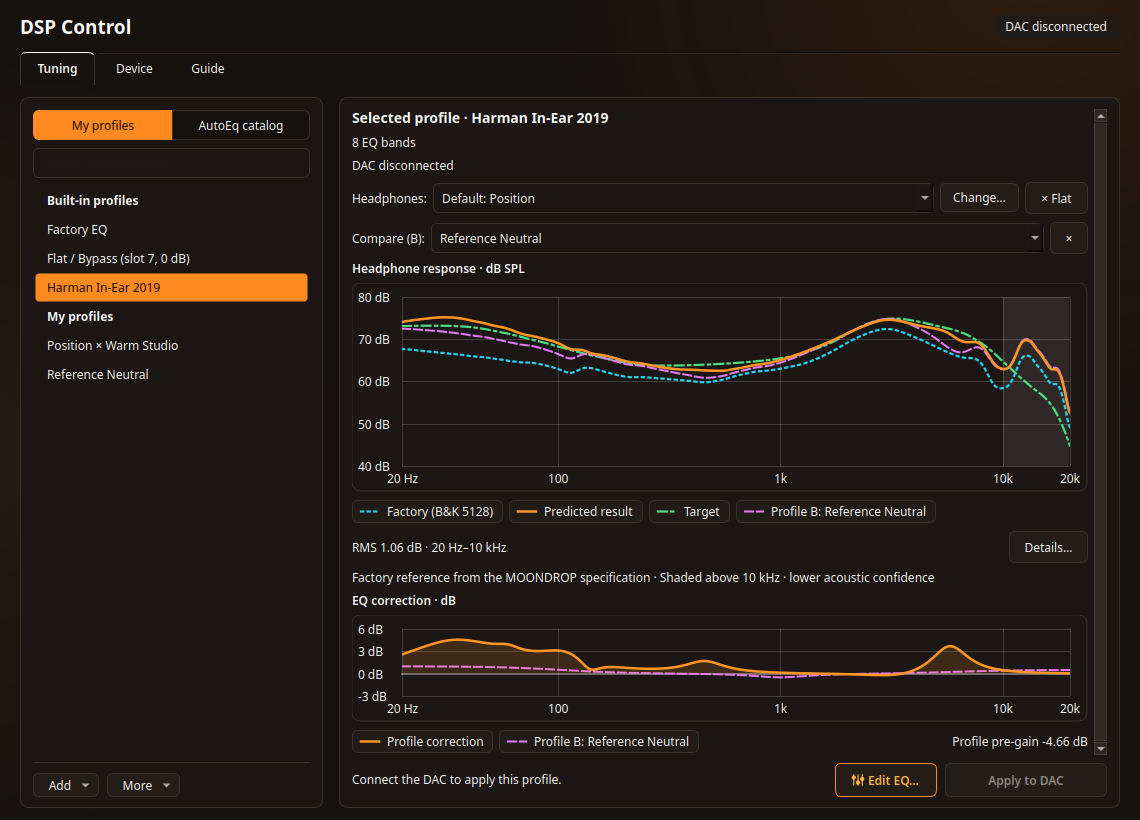 DSP Control
DAC disconnected
Tuning
Device
Guide
My profiles
AutoEq catalog
Built-in profiles
Factory EQ
Flat / Bypass (slot 7, 0 dB)
Harman In-Ear 2019
My profiles
Position × Warm Studio
Reference Neutral
Add
More
Selected profile · Harman In-Ear 2019
8 EQ bands
DAC disconnected
Headphones:
Default: Position
Change...
× Flat
Compare (B):
Reference Neutral
×
Headphone response · dB SPL
80 dB
70 dB
60 dB
50 dB
40 dB
20 Hz
100
1k
10k
20k
Factory (B&K 5128)
Predicted result
Target
Profile B: Reference Neutral
RMS 1.06 dB · 20 Hz–10 kHz
Details...
Factory reference from the MOONDROP specification · Shaded above 10 kHz · lower acoustic confidence
EQ correction · dB
6 dB
3 dB
0 dB
-3 dB
20 Hz
100
1k
10k
20k
Profile correction
Profile B: Reference Neutral
Profile pre-gain -4.66 dB
Connect the DAC to apply this profile.
Edit EQ...
Apply to DAC